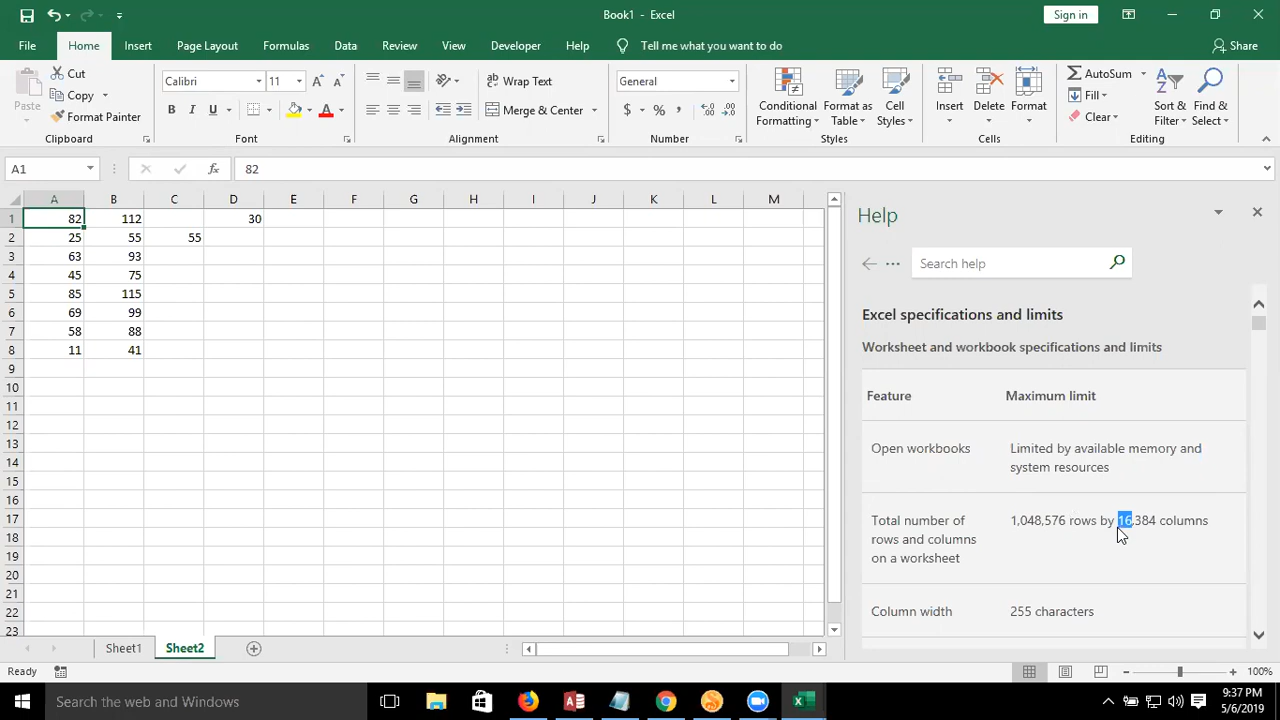 Book1 - Excel
Sign in
File Home Insert Page Layout Formulas Data Review View Developer Help Tell me what you want to do Share
Paste
Cut
Copy
Format Painter
Clipboard
Calibri 11
B I U A
Font
Wrap Text
Merge & Center
Alignment
General
$ % ,
Number
Conditional Formatting
Format as Table
Cell Styles
Styles
Insert
Delete
Format
Cells
AutoSum
Fill
Clear
Sort & Filter
Find & Select
Editing
A1 fx 82
A B C D E F G H I J K L M
1 82 112 30
2 25 55 55
3 63 93
4 45 75
5 85 115
6 69 99
7 58 88
8 11 41
9
10
11
12
13
14
15
16
17
18
19
20
21
22
23
Help
Search help
Excel specifications and limits
Worksheet and workbook specifications and limits
Feature Maximum limit
Open workbooks Limited by available memory and
system resources
Total number of 1,048,576 rows by 16,384 columns
rows and columns
on a worksheet
Column width 255 characters
Sheet1 Sheet2
Ready 100%
Search the web and Windows
9:37 PM
5/6/2019